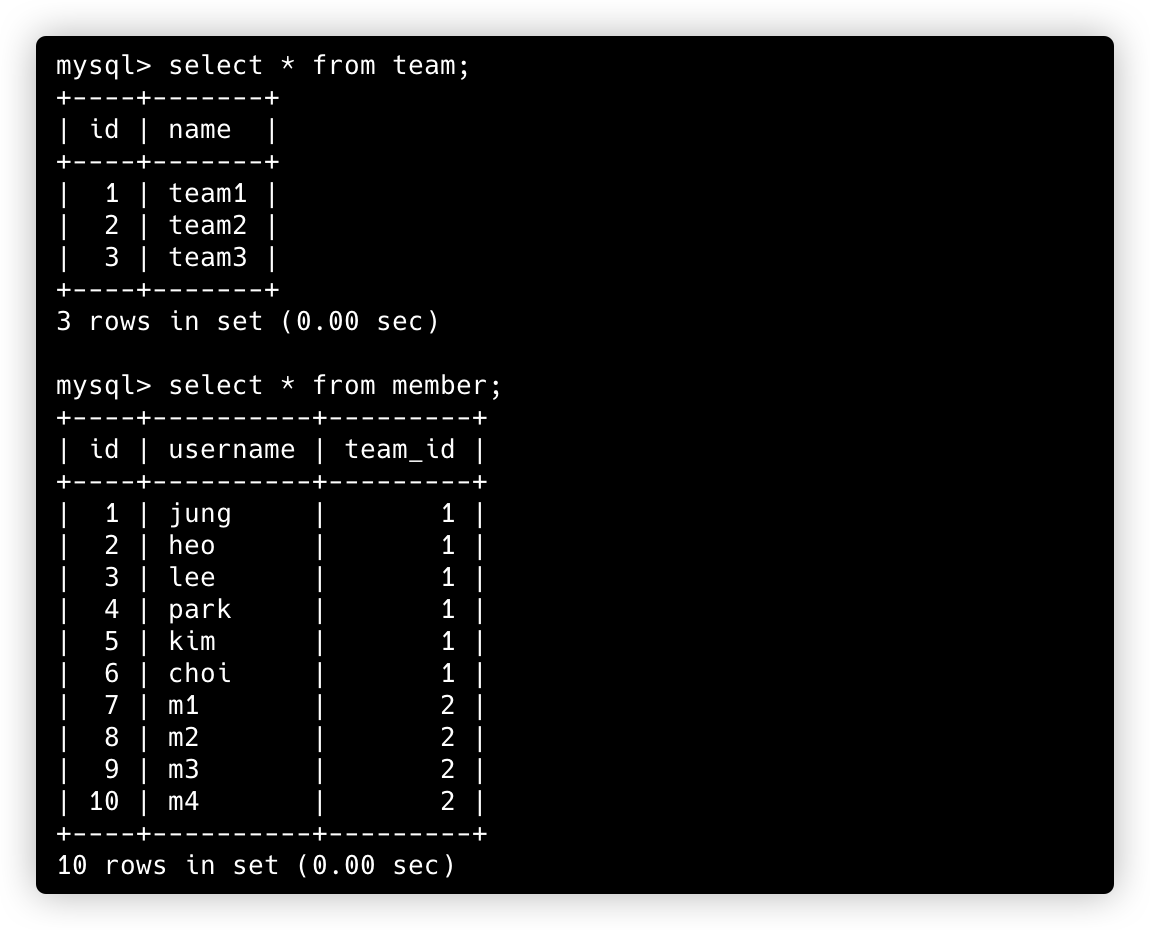 mysql> select * from team;
+----+-------+
| id | name  |
+----+-------+
|  1 | team1 |
|  2 | team2 |
|  3 | team3 |
+----+-------+
3 rows in set (0.00 sec)

mysql> select * from member;
+----+----------+---------+
| id | username | team_id |
+----+----------+---------+
|  1 | jung     |       1 |
|  2 | heo      |       1 |
|  3 | lee      |       1 |
|  4 | park     |       1 |
|  5 | kim      |       1 |
|  6 | choi     |       1 |
|  7 | m1       |       2 |
|  8 | m2       |       2 |
|  9 | m3       |       2 |
| 10 | m4       |       2 |
+----+----------+---------+
10 rows in set (0.00 sec)